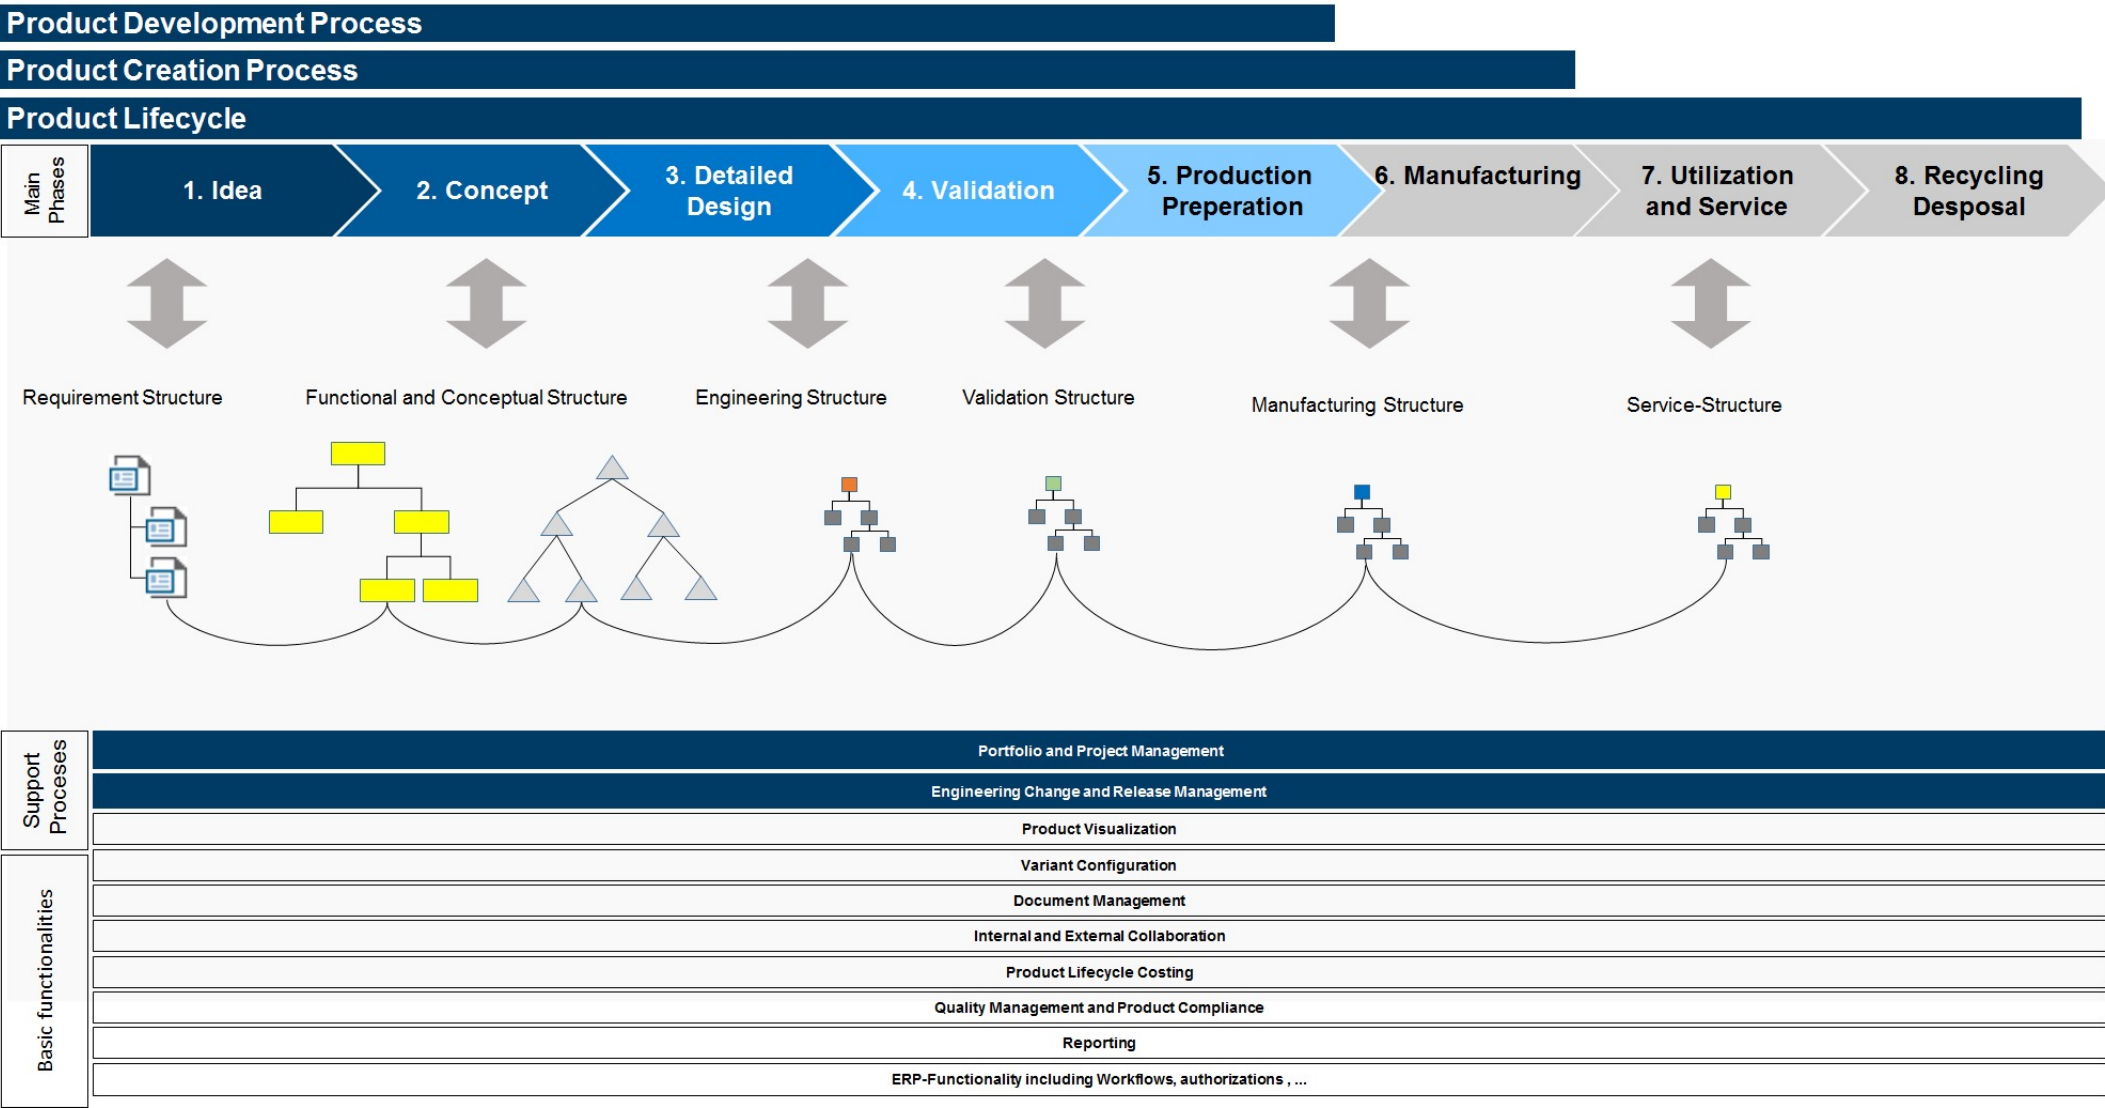 Product Development Process
Product Creation Process
Product Lifecycle
Main
Phases
1. Idea
2. Concept
3. Detailed
Design
4. Validation
5. Production
Preperation
6. Manufacturing
7. Utilization
and Service
8. Recycling
Desposal
Requirement Structure
Functional and Conceptual Structure
Engineering Structure
Validation Structure
Manufacturing Structure
Service-Structure
Support
Proceses
Portfolio and Project Management
Engineering Change and Release Management
Product Visualization
Basic functionalities
Variant Configuration
Document Management
Internal and External Collaboration
Product Lifecycle Costing
Quality Management and Product Compliance
Reporting
ERP-Functionality including Workflows, authorizations , ...